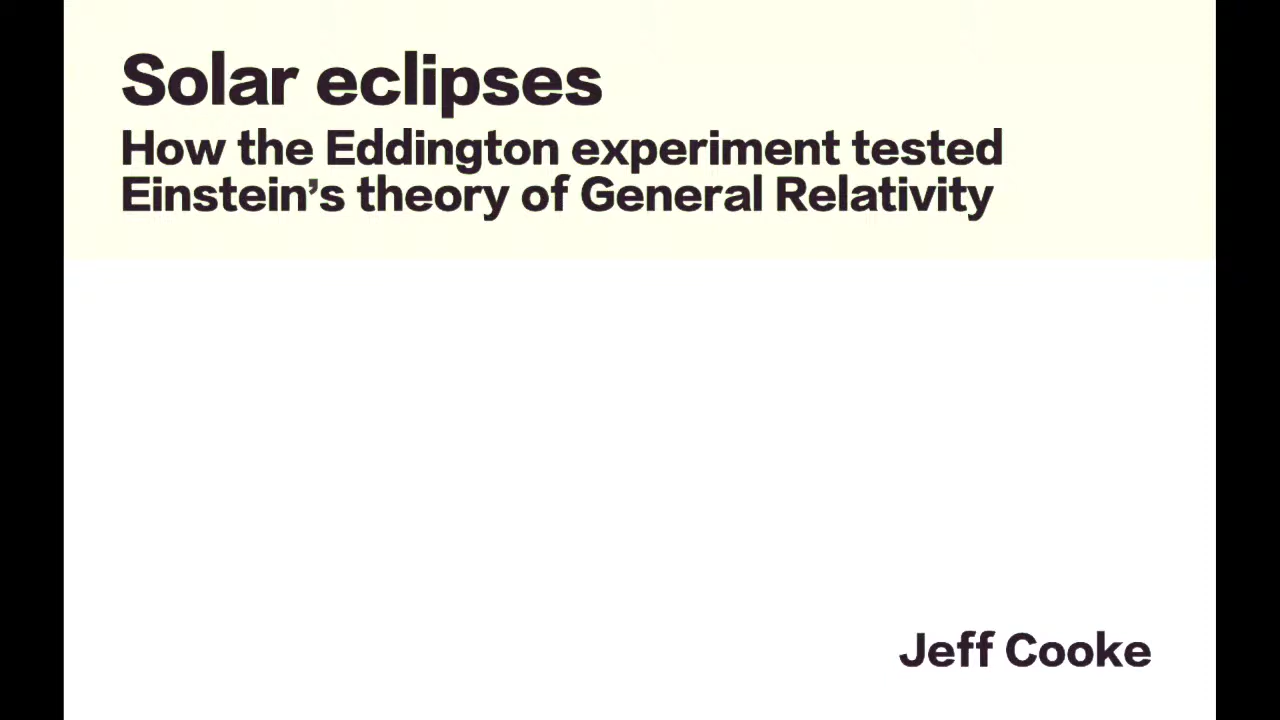 Solar eclipses
How the Eddington experiment tested
Einstein’s theory of General Relativity
Jeff Cooke